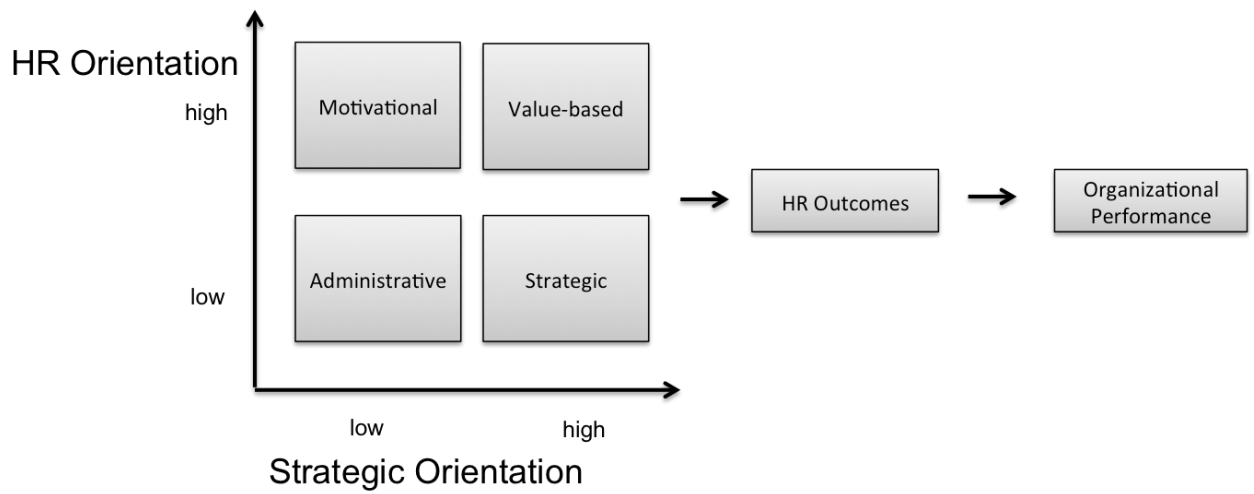 HR Orientation
high
Motivational
Value-based
HR Outcomes
Organizational
Performance
low
Administrative
Strategic
low
high
Strategic Orientation